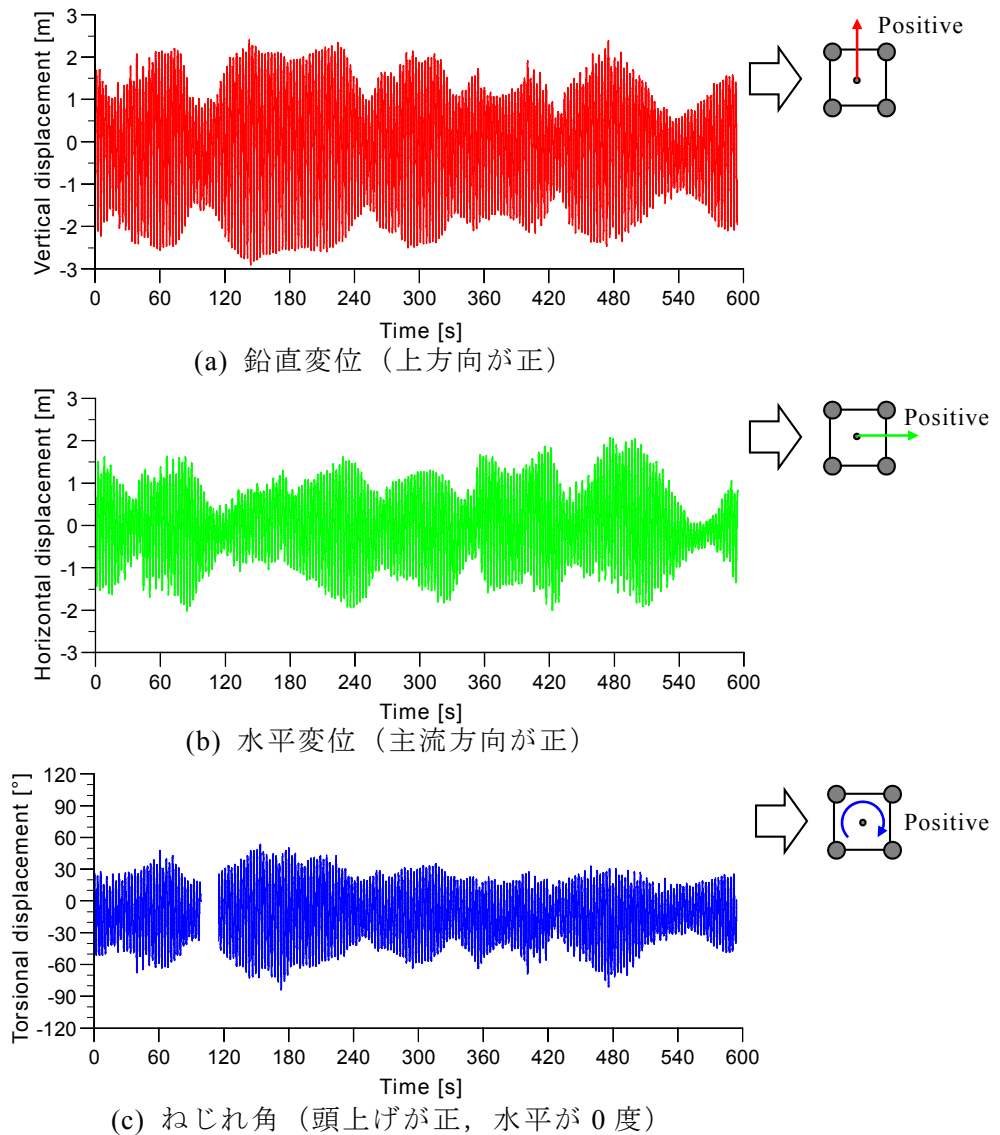 Vertical displacement [m]
3
2
1
0
-1
-2
-3
0 60 120 180 240 300 360 420 480 540 600
Time [s]
Positive
(a) 鉛直変位（上方向が正）
Horizontal displacement [m]
3
2
1
0
-1
-2
-3
0 60 120 180 240 300 360 420 480 540 600
Time [s]
Positive
(b) 水平変位（主流方向が正）
Torsional displacement [°]
120
90
60
30
0
-30
-60
-90
-120
0 60 120 180 240 300 360 420 480 540 600
Time [s]
Positive
(c) ねじれ角（頭上げが正，水平が 0 度）